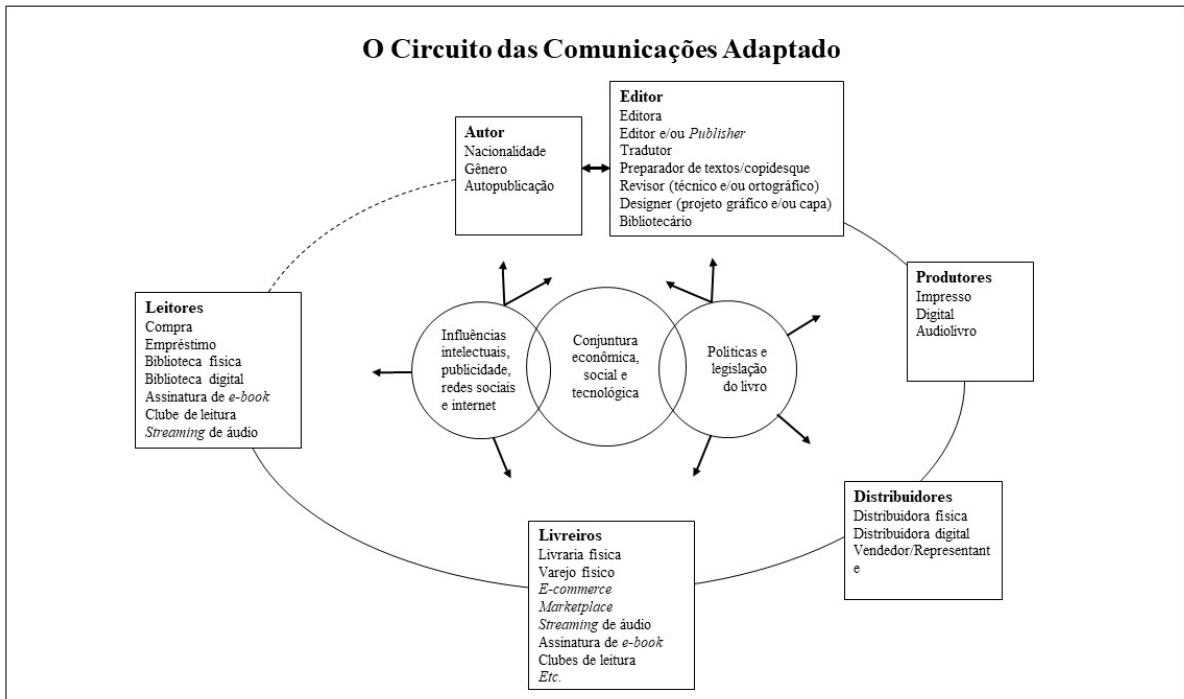 O Circuito das Comunicações Adaptado
Autor
Nacionalidade
Gênero
Autopublicação
Editor
Editora
Editor e/ou Publisher
Tradutor
Preparador de textos/copidesque
Revisor (técnico e/ou ortográfico)
Designer (projeto gráfico e/ou capa)
Bibliotecário
Produtores
Impresso
Digital
Audiolivro
Distribuidores
Distribuidora física
Distribuidora digital
Vendedor/Representant
e
Livreiros
Livraria física
Varejo físico
E-commerce
Marketplace
Streaming de áudio
Assinatura de e-book
Clubes de leitura
Etc.
Leitores
Compra
Empréstimo
Biblioteca física
Biblioteca digital
Assinatura de e-book
Clube de leitura
Streaming de áudio
Influências
intelectuais,
publicidade,
redes sociais
e internet
Conjuntura
econômica,
social e
tecnológica
Políticas e
legislação
do livro